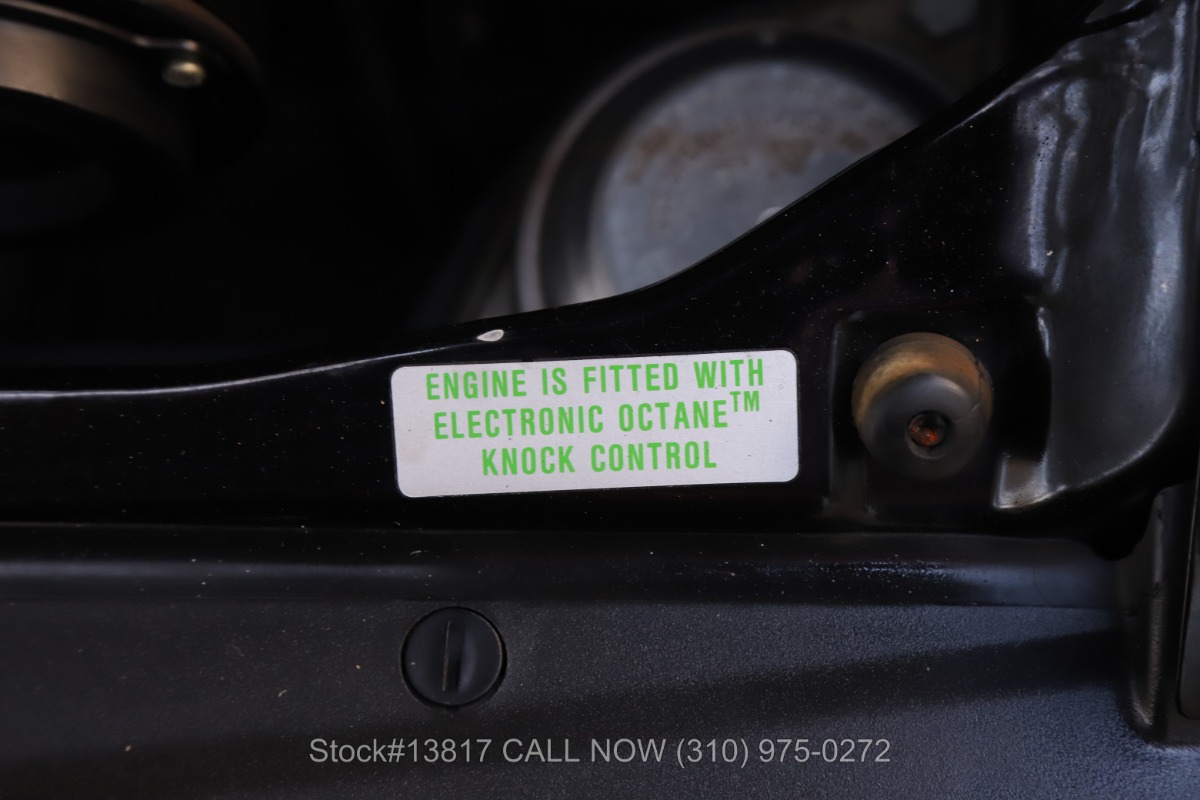 ENGINE IS FITTED WITH
ELECTRONIC OCTANE™
KNOCK CONTROL
Stock#13817 CALL NOW (310) 975-0272